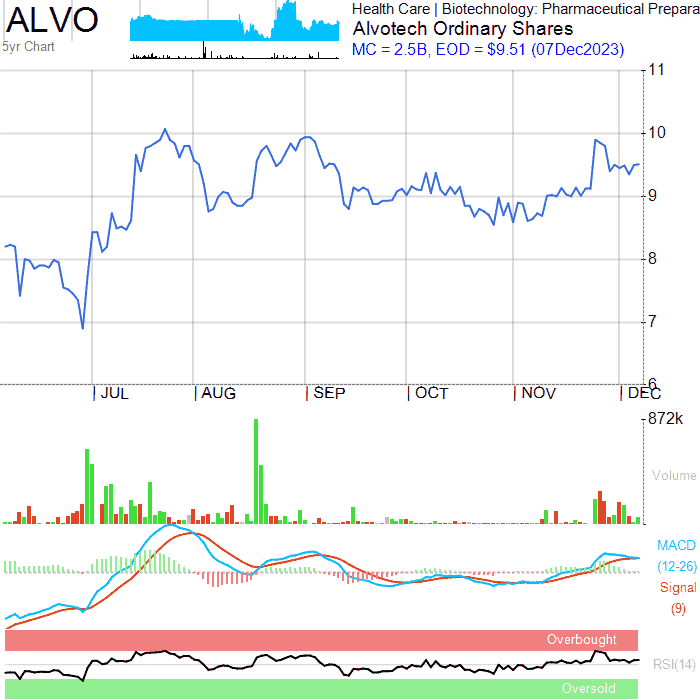 ALVO
5yr Chart
Health Care | Biotechnology: Pharmaceutical Prepara
Alvotech Ordinary Shares
MC = 2.5B, EOD = $9.51 (07Dec2023)
11
10
9
8
7
6
JUL AUG SEP OCT NOV DEC
872k
Volume
MACD
(12-26)
Signal
(9)
Overbought
RSI(14)
Oversold